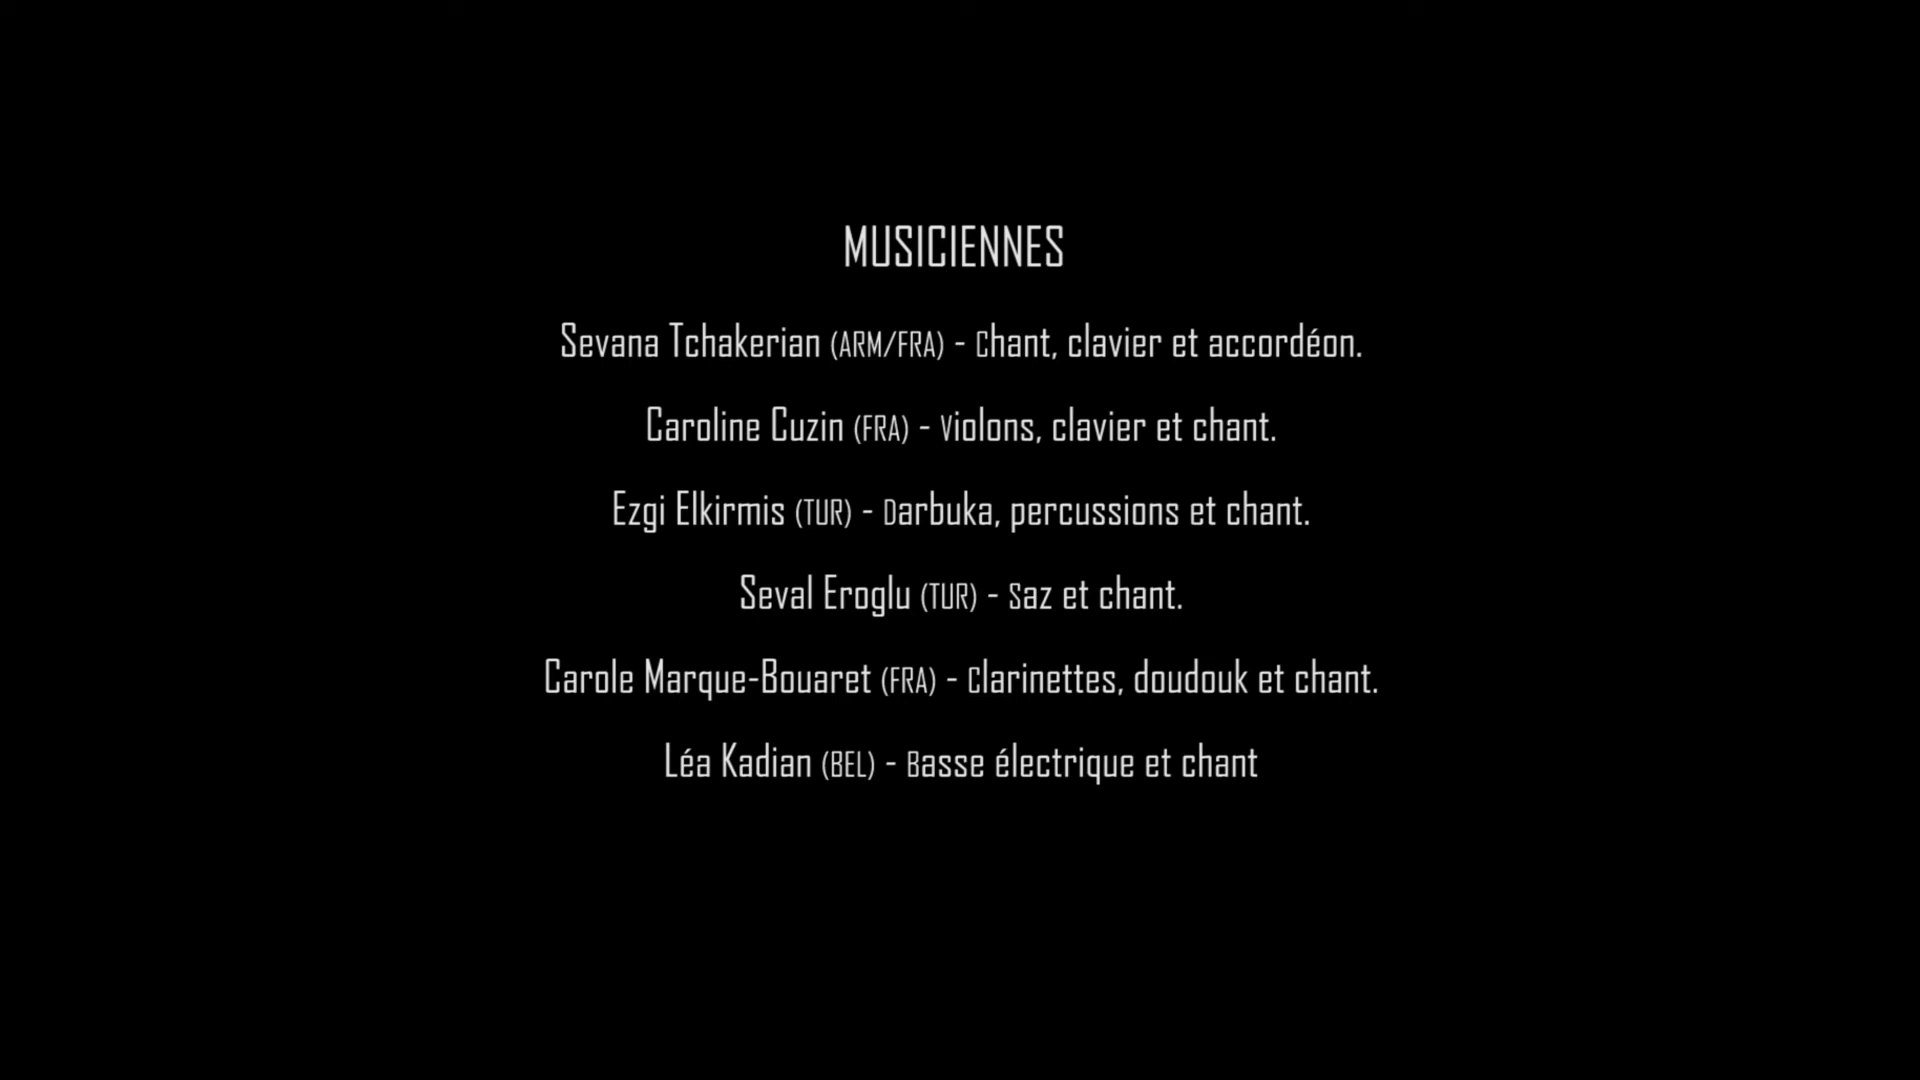 MUSICIENNES
Sevana Tchakerian (ARM/FRA) - Chant, clavier et accordéon.
Caroline Cuzin (FRA) - Violons, clavier et chant.
Ezgi Elkirmis (TUR) - Darbuka, percussions et chant.
Seval Eroglu (TUR) - Saz et chant.
Carole Marque-Bouaret (FRA) - Clarinettes, doudouk et chant.
Léa Kadian (BEL) - Basse électrique et chant